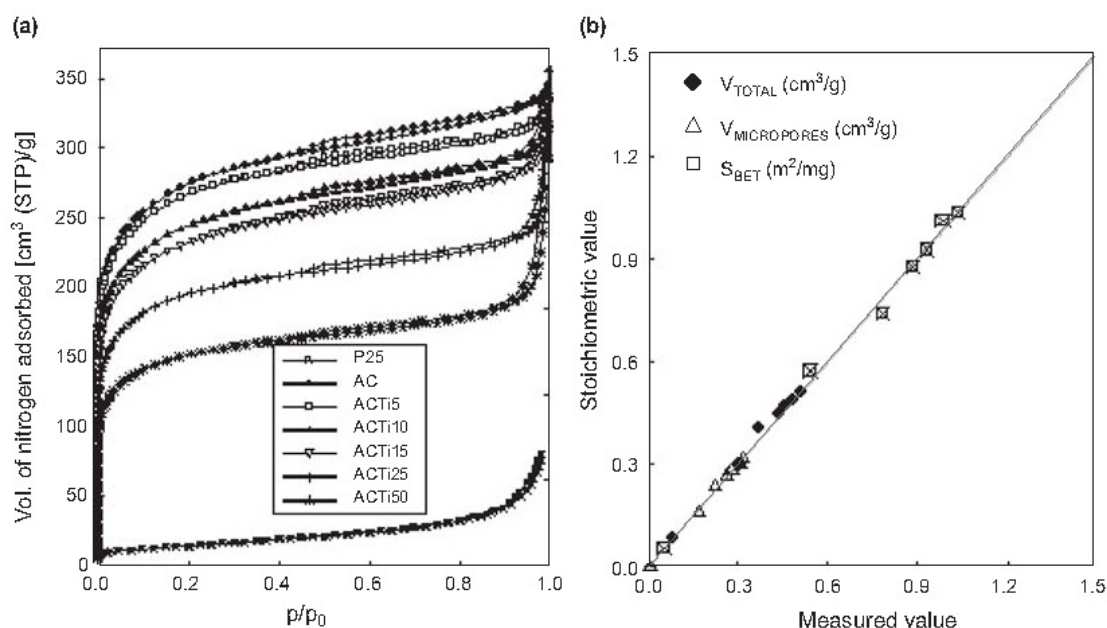 (a)
Vol. of nitrogen adsorbed [cm³ (STP)/g]
350
300
250
200
150
100
50
0
0.0
0.2
0.4
0.6
0.8
1.0
p/p₀
P25
AC
ACTi5
ACTi10
ACTi15
ACTi25
ACTi50
(b)
Stoichiometric value
1.5
1.2
0.9
0.6
0.3
0.0
0.0
0.3
0.6
0.9
1.2
1.5
Measured value
V_TOTAL (cm³/g)
V_MICROPORES (cm³/g)
S_BET (m²/mg)